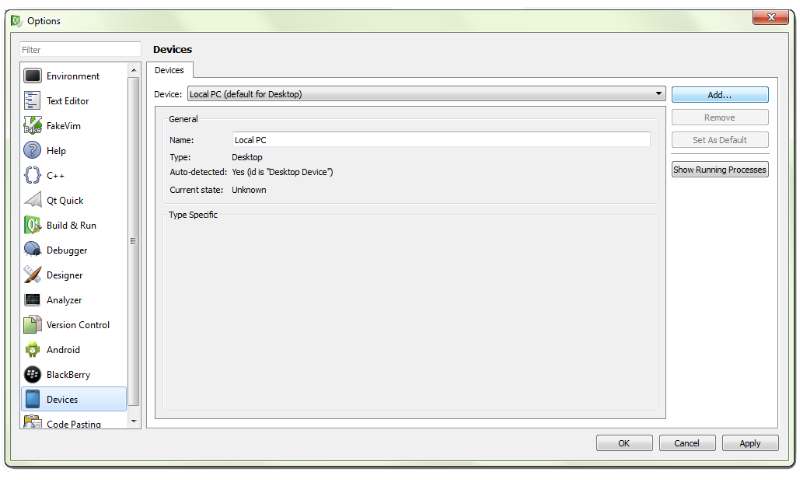 Options
Filter
Devices
Environment
Text Editor
FakeVim
Help
C++
Qt Quick
Build & Run
Debugger
Designer
Analyzer
Version Control
Android
BlackBerry
Devices
Code Pasting
Devices
Device: Local PC (default for Desktop)
Add...
Remove
Set As Default
Show Running Processes
General
Name: Local PC
Type: Desktop
Auto-detected: Yes (id is "Desktop Device")
Current state: Unknown
Type Specific
OK Cancel Apply